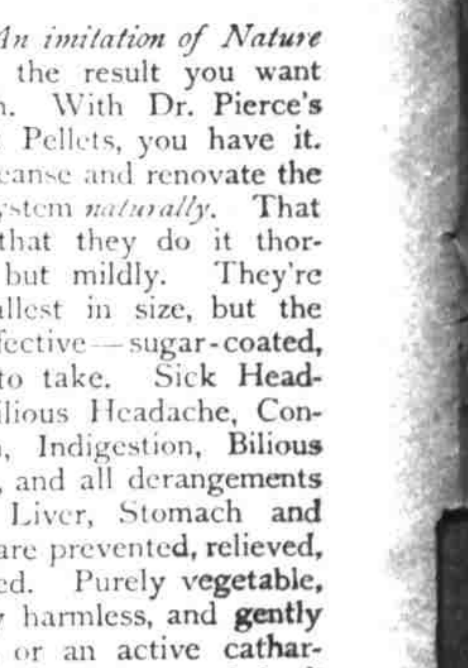 An imitation of Nature
the result you want
n. With Dr. Pierce's
Pellets, you have it.
eanse and renovate the
ystem naturally. That
that they do it thor-
but mildly. They're
allest in size, but the
fective—sugar-coated,
to take. Sick Head-
ilious Headache, Con-
n, Indigestion, Bilious
, and all derangements
Liver, Stomach and
are prevented, relieved,
ed. Purely vegetable,
y harmless, and gently
or an active cathar-